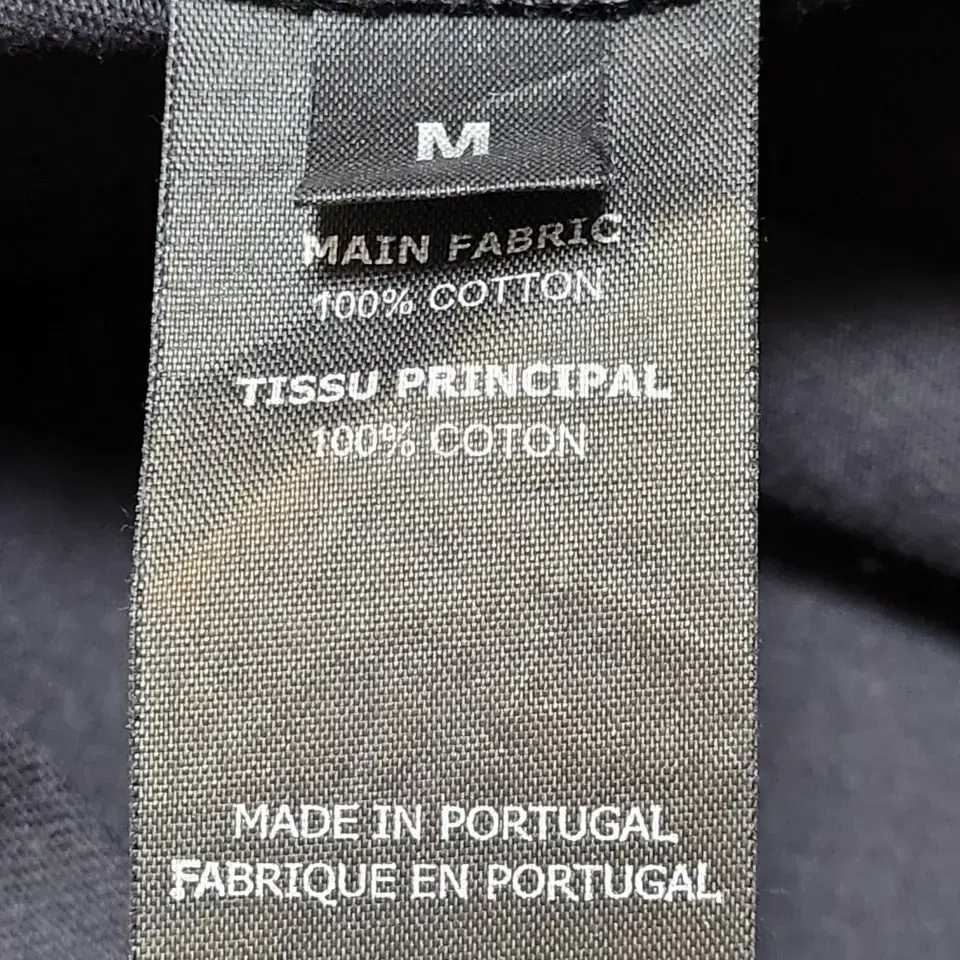 M
MAIN FABRIC
100% COTTON
TISSU PRINCIPAL
100% COTON
MADE IN PORTUGAL
FABRIQUE EN PORTUGAL